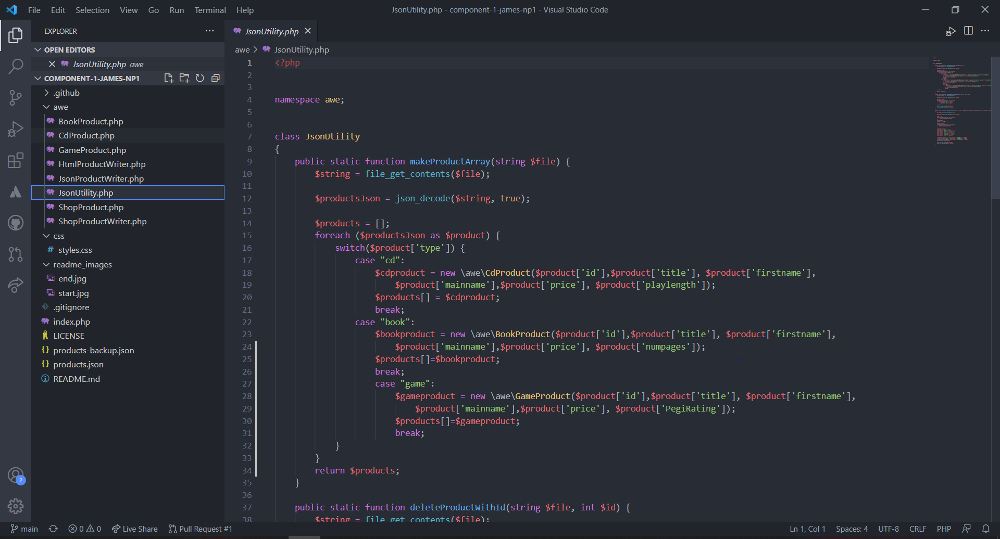 File Edit Selection View Go Run Terminal Help
JsonUtility.php - component-1-james-np1 - Visual Studio Code
EXPLORER
OPEN EDITORS
JsonUtility.php awe
COMPONENT-1-JAMES-NP1
.github
awe
BookProduct.php
CdProduct.php
GameProduct.php
HtmlProductWriter.php
JsonProductWriter.php
JsonUtility.php
ShopProduct.php
ShopProductWriter.php
css
styles.css
readme_images
end.jpg
start.jpg
.gitignore
index.php
LICENSE
products-backup.json
products.json
README.md
2
JsonUtility.php
awe > JsonUtility.php
1 <?php
2
3
4 namespace awe;
5
6
7 class JsonUtility
8 {
9 public static function makeProductArray(string $file) {
10 $string = file_get_contents($file);
11
12 $productsJson = json_decode($string, true);
13
14 $products = [];
15 foreach ($productsJson as $product) {
16 switch($product['type']) {
17 case "cd":
18 $cdproduct = new \awe\CdProduct($product['id'],$product['title'], $product['firstname'],
19 $product['mainname'],$product['price'], $product['playlength']);
20 $products[] = $cdproduct;
21 break;
22 case "book":
23 $bookproduct = new \awe\BookProduct($product['id'],$product['title'], $product['firstname'],
24 $product['mainname'],$product['price'], $product['numpages']);
25 $products[]=$bookproduct;
26 break;
27 case "game":
28 $gameproduct = new \awe\GameProduct($product['id'],$product['title'], $product['firstname'],
29 $product['mainname'],$product['price'], $product['PegiRating']);
30 $products[]=$gameproduct;
31 break;
32 }
33 }
34 return $products;
35 }
36
37 public static function deleteProductWithId(string $file, int $id) {
38 $string = file_get_contents($file);
main 0 0 Live Share Pull Request #1
Ln 1, Col 1 Spaces: 4 UTF-8 CRLF PHP